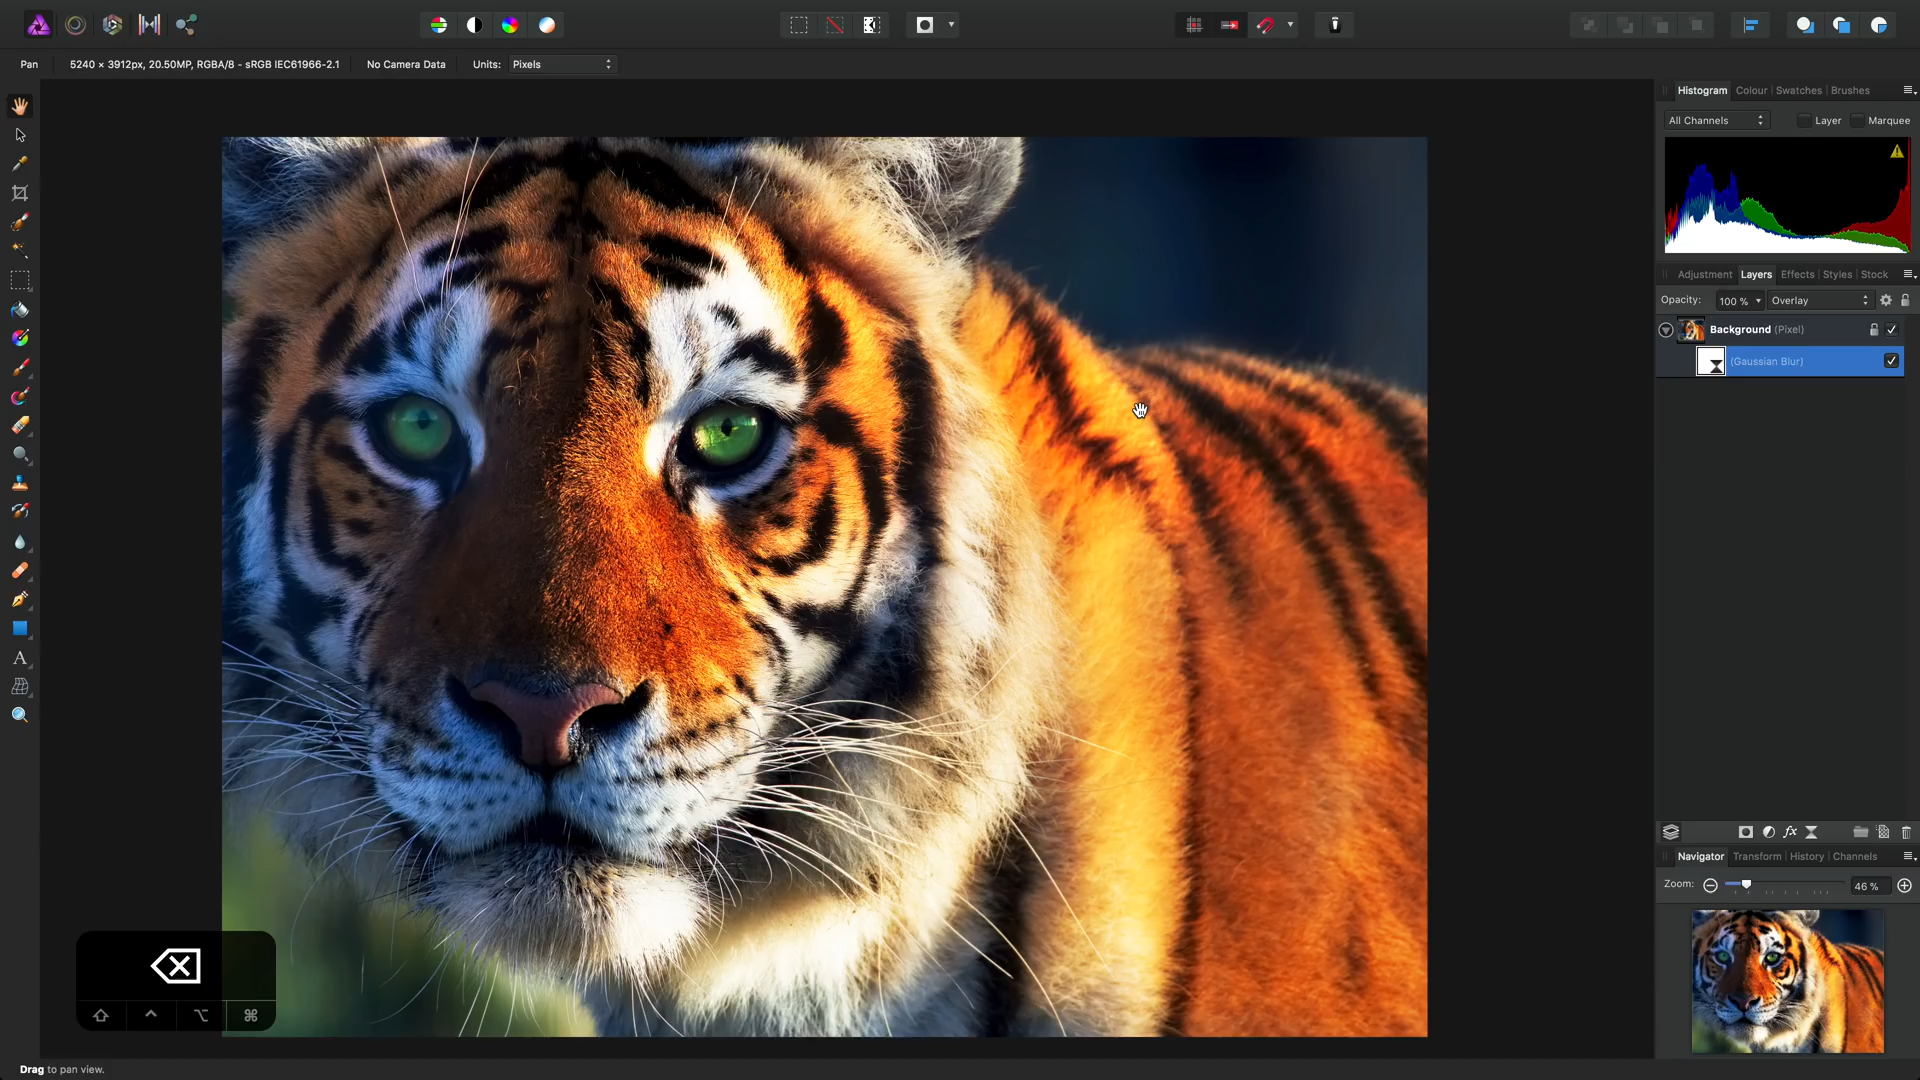 Pan 5240 × 3912px, 20.50MP, RGBA/8 - sRGB IEC61966-2.1 No Camera Data Units: Pixels
Histogram Colour Swatches Brushes
All Channels Layer Marquee
Adjustment Layers Effects Styles Stock
Opacity: 100 % Overlay
Background (Pixel)
(Gaussian Blur)
fx
Navigator Transform History Channels
Zoom: 46 %
A
Drag to pan view.